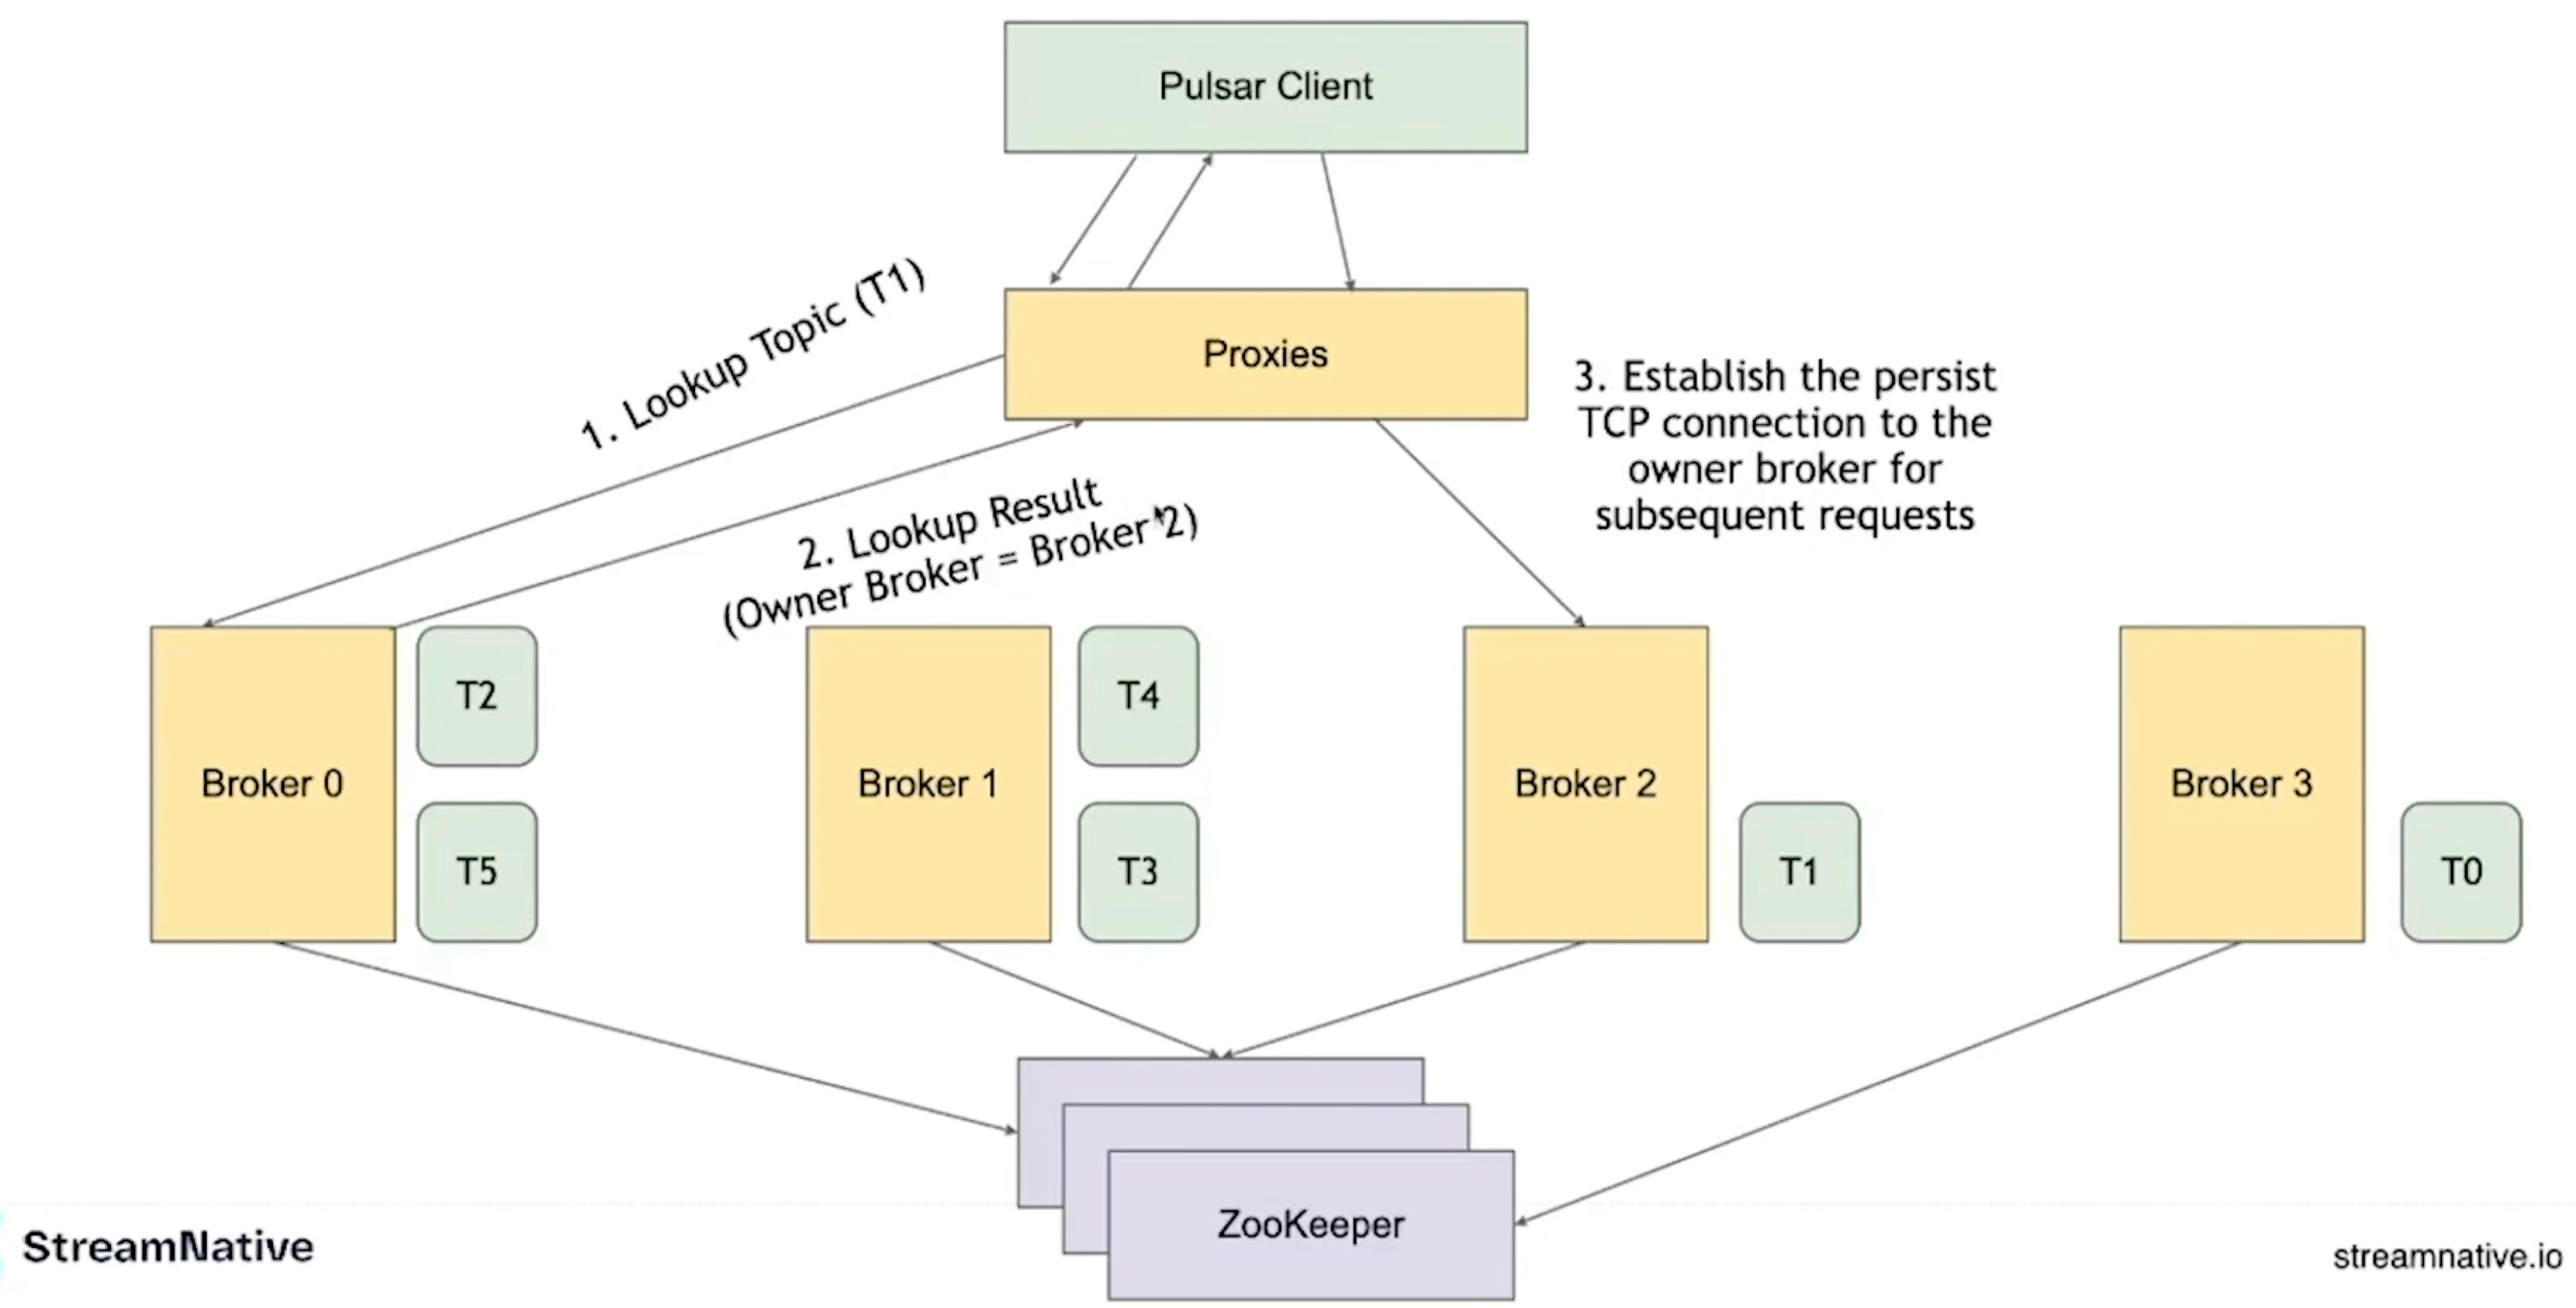 Pulsar Client
1. Lookup Topic (T1)
Proxies
3. Establish the persist
TCP connection to the
owner broker for
subsequent requests
2. Lookup Result
(Owner Broker = Broker 2)
Broker 0
T2
T5
Broker 1
T4
T3
Broker 2
T1
Broker 3
T0
ZooKeeper
StreamNative
streamnative.io